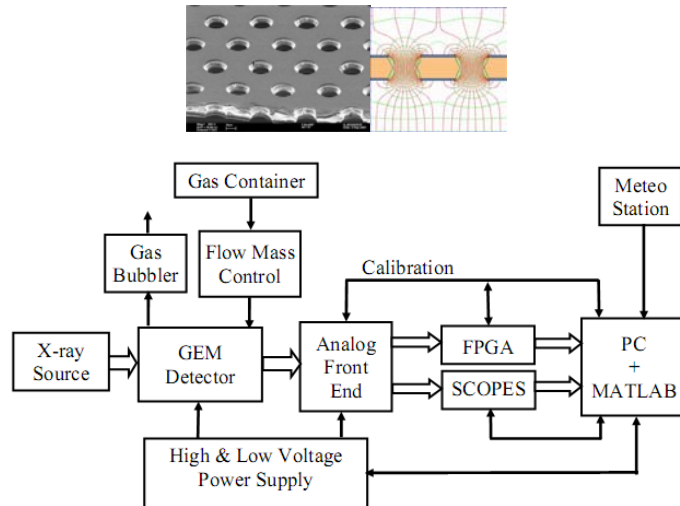 Gas Container
Meteo
Station
Gas
Bubbler
Flow Mass
Control
Calibration
X-ray
Source
GEM
Detector
Analog
Front
End
FPGA
SCOPES
PC
+
MATLAB
High & Low Voltage
Power Supply